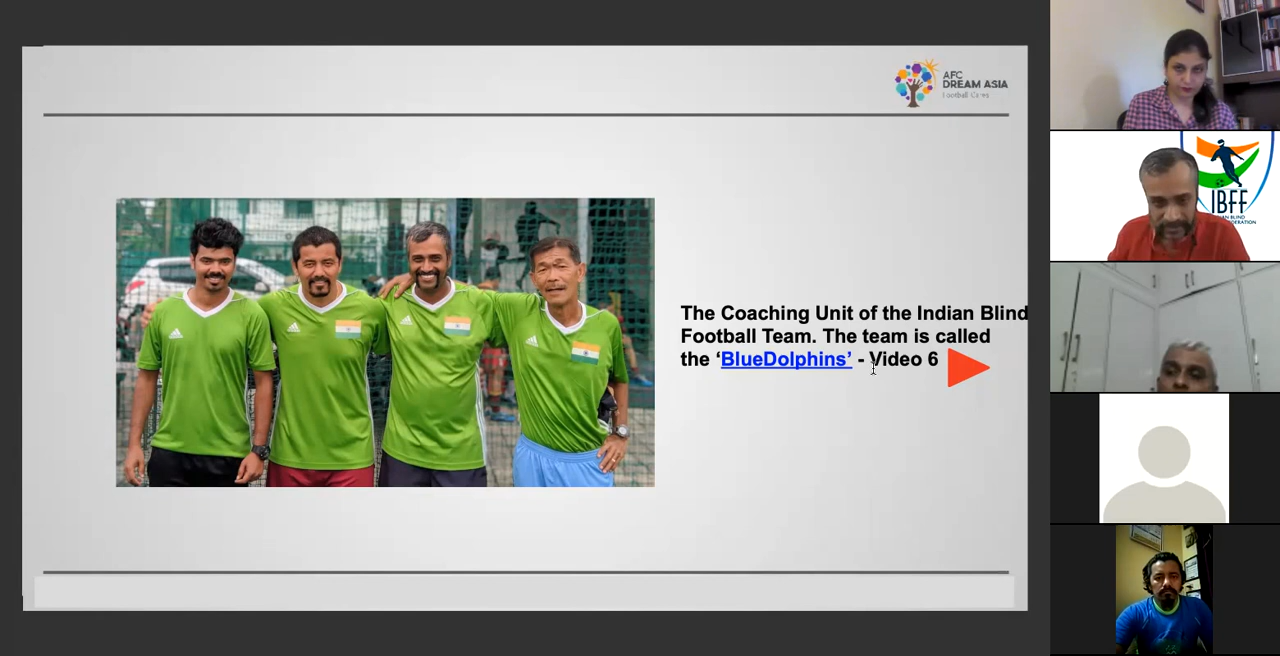 AFC
DREAM ASIA
Football Cares
The Coaching Unit of the Indian Blind
Football Team. The team is called
the ‘BlueDolphins’ - Video 6
IBFF